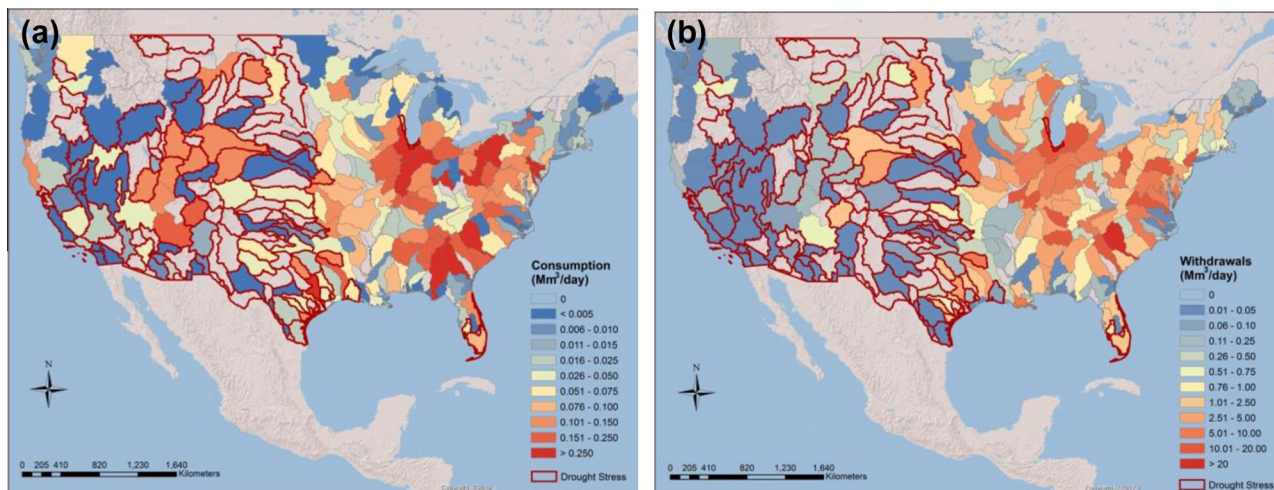 (a)
Consumption
(Mm³/day)
0
< 0.005
0.006 - 0.010
0.011 - 0.015
0.016 - 0.025
0.026 - 0.050
0.051 - 0.075
0.076 - 0.100
0.101 - 0.150
0.151 - 0.250
> 0.250
Drought Stress
N
0 205 410 820 1,230 1,640
Kilometers
(b)
Withdrawals
(Mm³/day)
0
0.01 - 0.05
0.06 - 0.10
0.11 - 0.25
0.26 - 0.50
0.51 - 0.75
0.76 - 1.00
1.01 - 2.50
2.51 - 5.00
5.01 - 10.00
10.01 - 20.00
> 20
Drought Stress
N
0 205 410 820 1,230 1,640
Kilometers